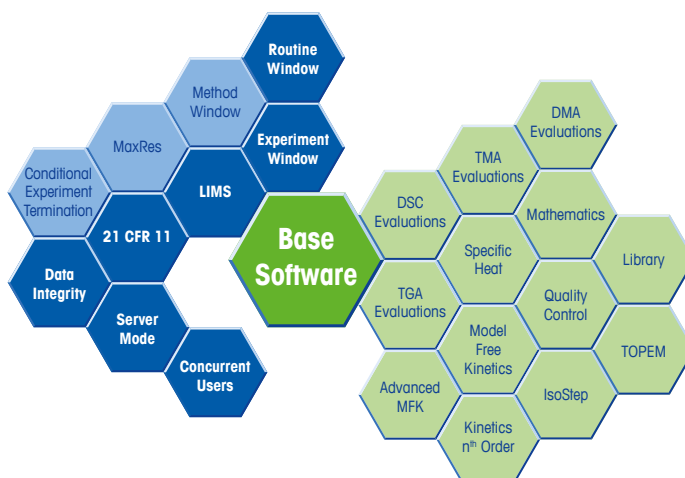 Routine
Window
Method
Window
MaxRes
Experiment
Window
Conditional
Experiment
Termination
LIMS
21 CFR 11
Data
Integrity
Server
Mode
Concurrent
Users
Base
Software
DMA
Evaluations
TMA
Evaluations
DSC
Evaluations
Mathematics
Specific
Heat
Library
TGA
Evaluations
Quality
Control
Model
Free
Kinetics
TOPEM
Advanced
MFK
IsoStep
Kinetics
nth Order